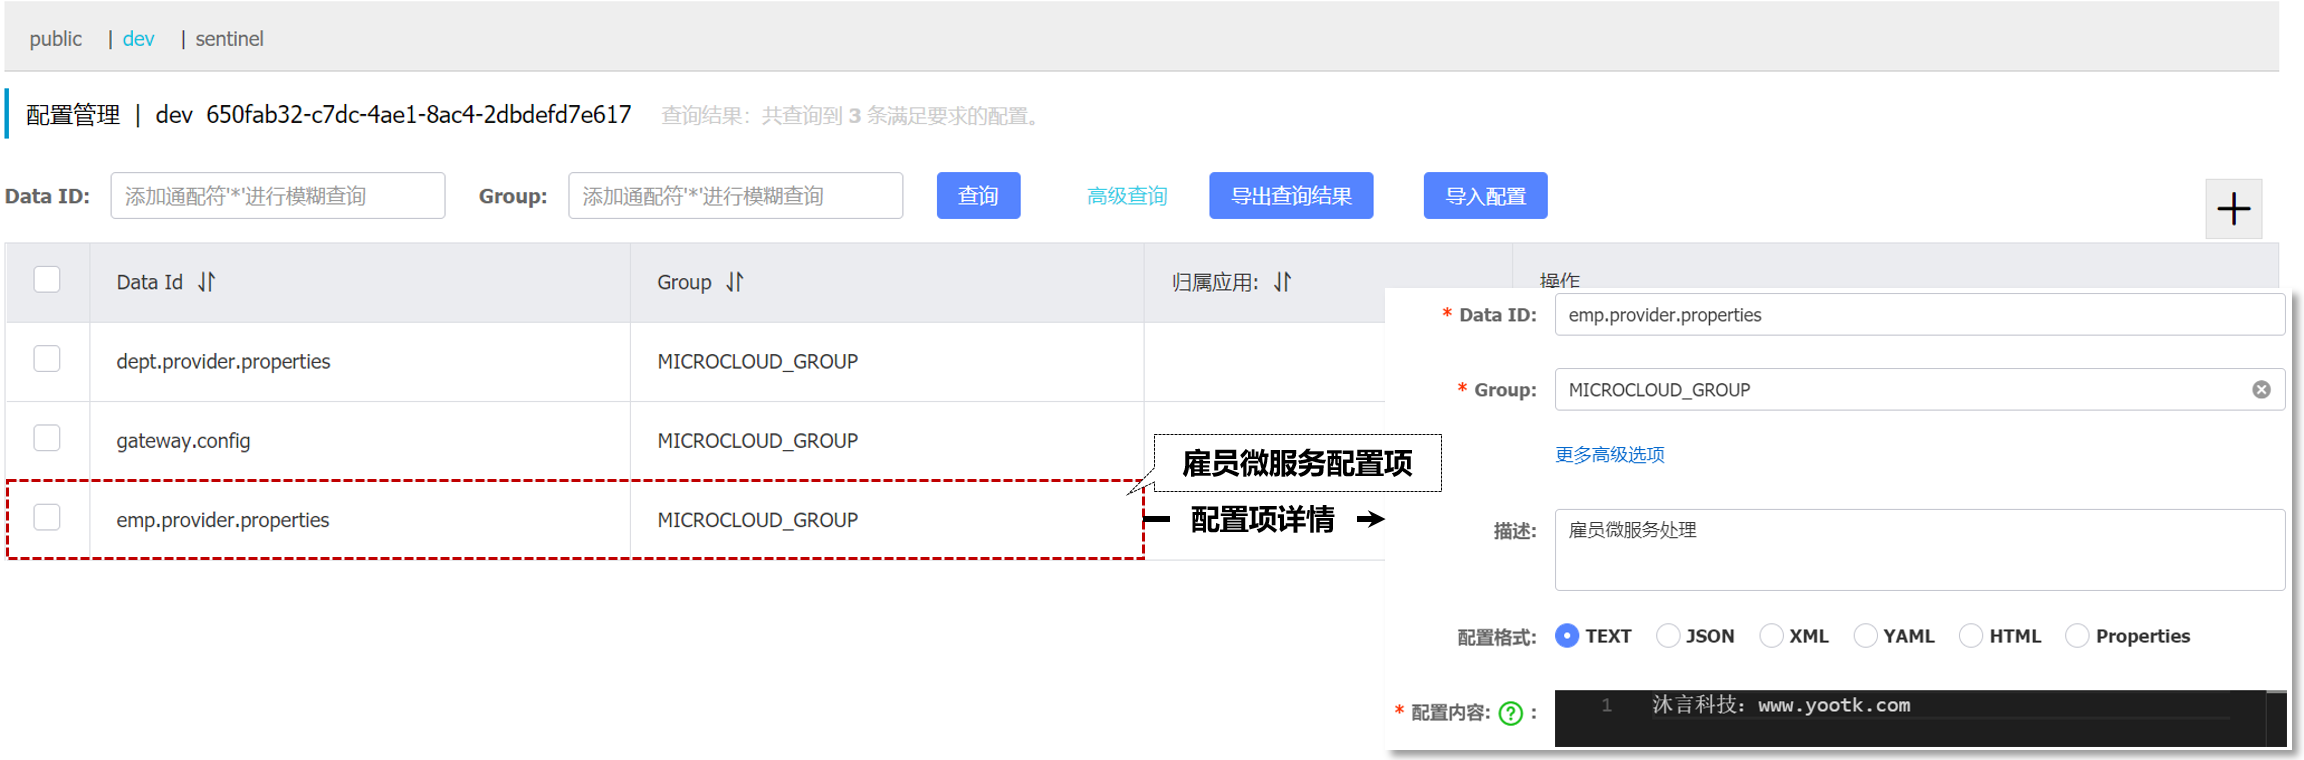 public | dev | sentinel
配置管理 | dev 650fab32-c7dc-4ae1-8ac4-2dbdefd7e617 查询结果：共查询到 3 条满足要求的配置。
Data ID: 添加通配符'*'进行模糊查询 Group: 添加通配符'*'进行模糊查询 查询 高级查询 导出查询结果 导入配置
Data Id Group 归属应用: 操作
dept.provider.properties MICROCLOUD_GROUP
gateway.config MICROCLOUD_GROUP
emp.provider.properties MICROCLOUD_GROUP
雇员微服务配置项
配置项详情
* Data ID: emp.provider.properties
* Group: MICROCLOUD_GROUP
更多高级选项
描述: 雇员微服务处理
配置格式: TEXT JSON XML YAML HTML Properties
* 配置内容: ? :
1 沐言科技：www.yootk.com